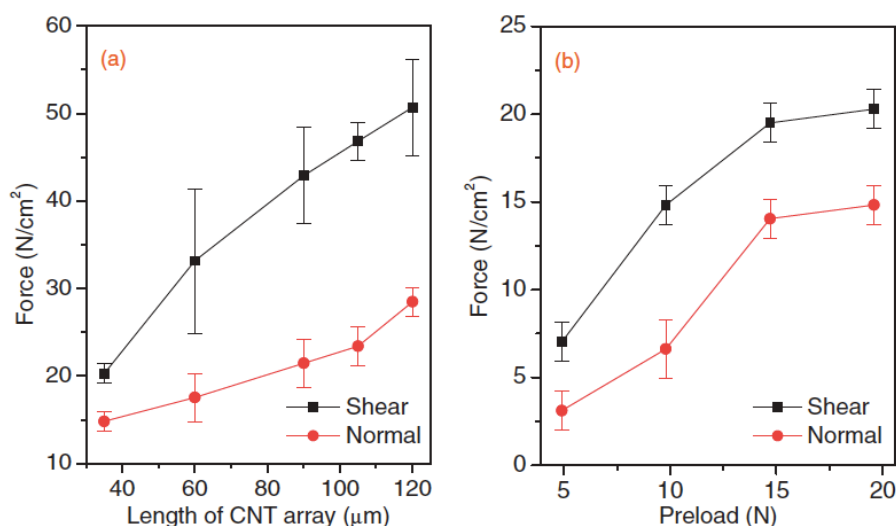 (a)
60
50
40
30
20
10
Force (N/cm²)
40 60 80 100 120
Length of CNT array (μm)
Shear
Normal
(b)
25
20
15
10
5
0
Force (N/cm²)
5 10 15 20
Preload (N)
Shear
Normal